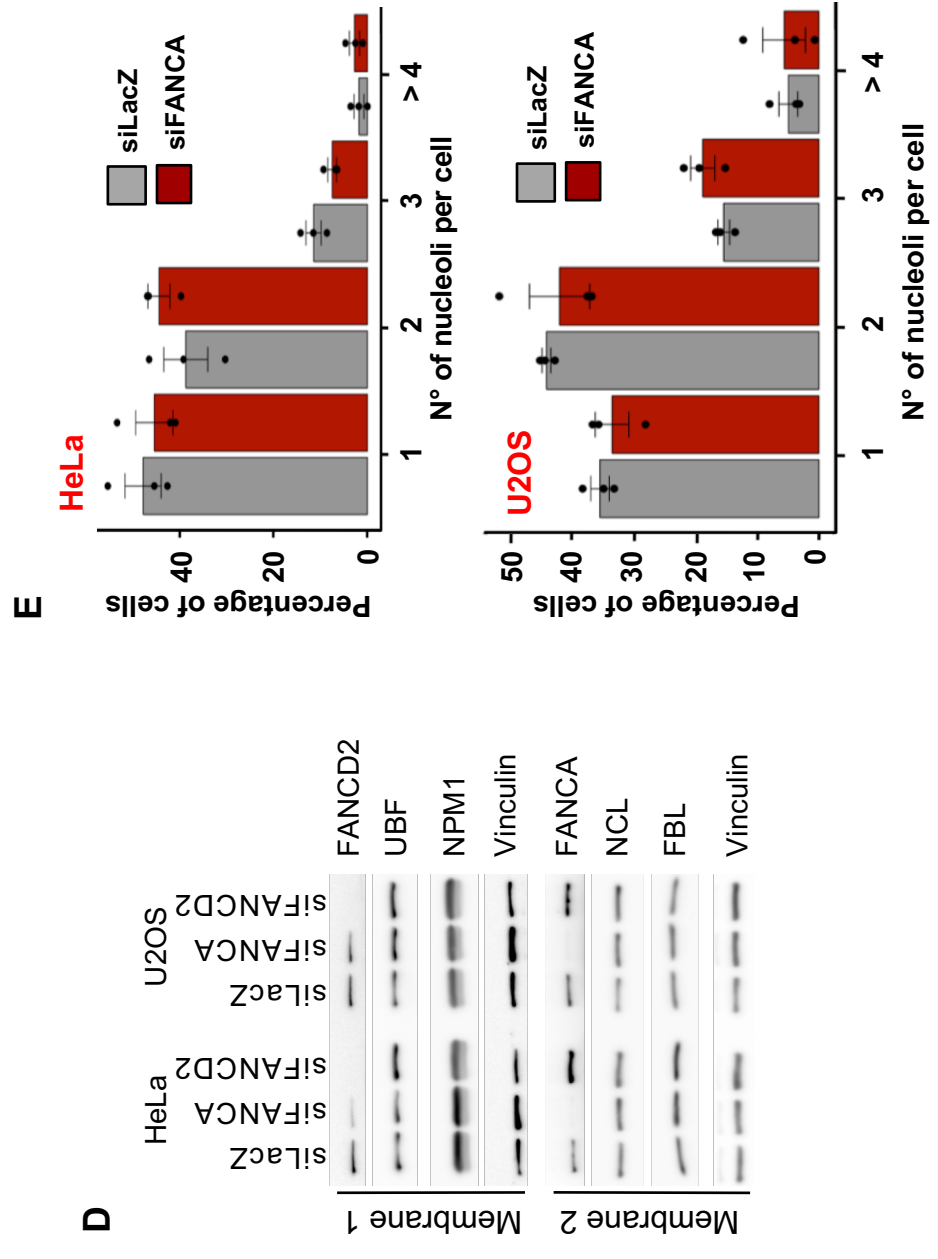 D
HeLa
U2OS
siLacZ
siFANCA
siFANCD2
siLacZ
siFANCA
siFANCD2
Membrane 1
FANCD2
UBF
NPM1
Vinculin
Membrane 2
FANCA
NCL
FBL
Vinculin
E
HeLa
siLacZ
siFANCA
Percentage of cells
40
20
0
1
2
3
> 4
N° of nucleoli per cell
U2OS
siLacZ
siFANCA
Percentage of cells
50
40
30
20
10
0
1
2
3
> 4
N° of nucleoli per cell